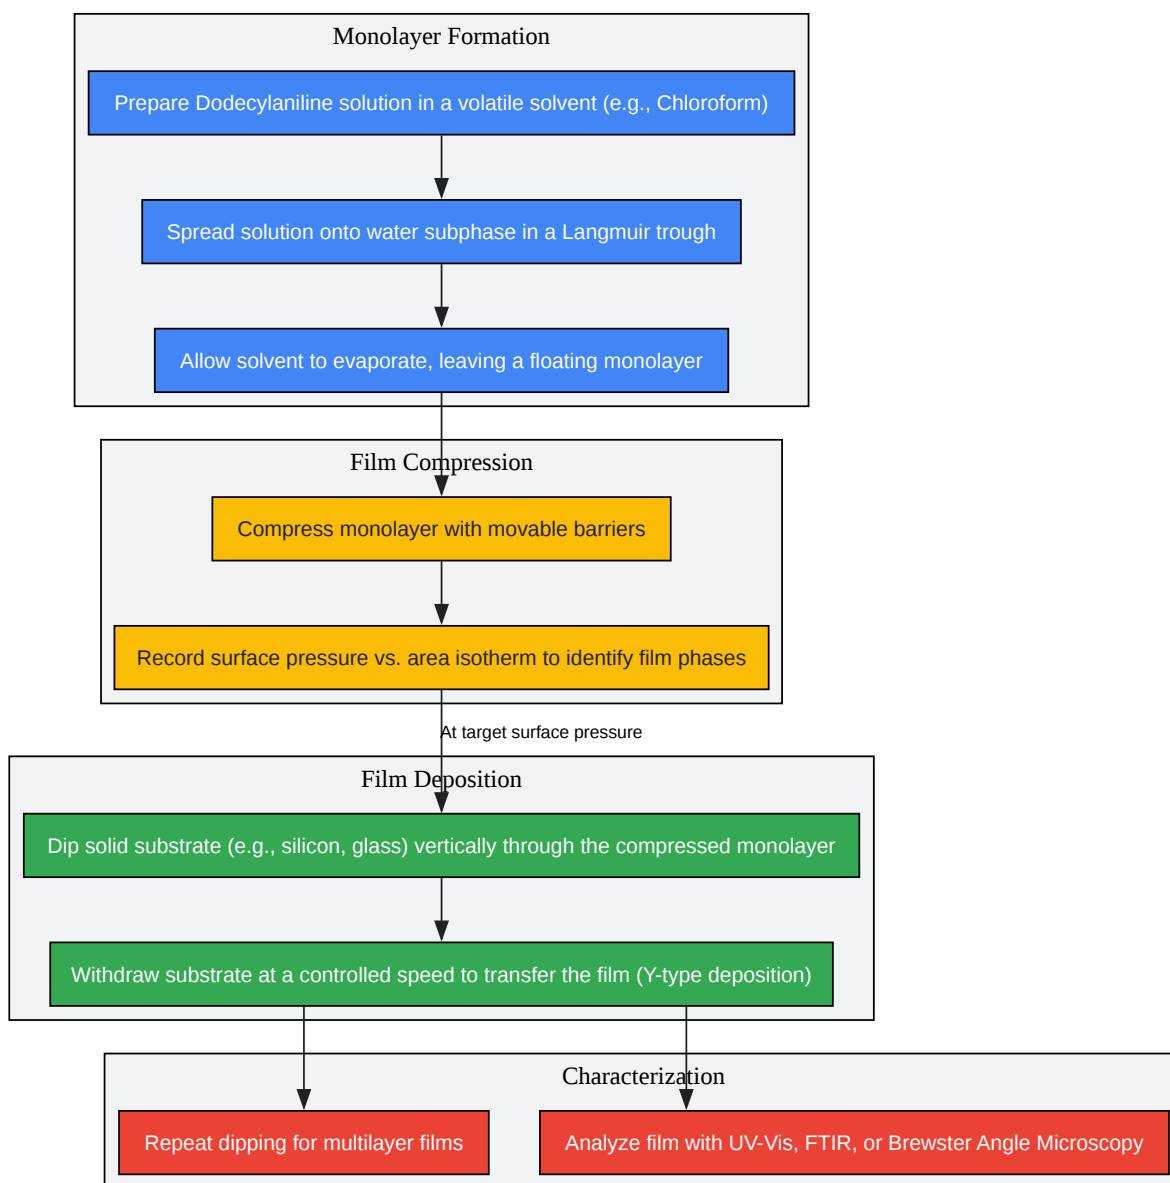 Monolayer Formation
Prepare Dodecylaniline solution in a volatile solvent (e.g., Chloroform)
Spread solution onto water subphase in a Langmuir trough
Allow solvent to evaporate, leaving a floating monolayer
Film Compression
Compress monolayer with movable barriers
Record surface pressure vs. area isotherm to identify film phases
At target surface pressure
Film Deposition
Dip solid substrate (e.g., silicon, glass) vertically through the compressed monolayer
Withdraw substrate at a controlled speed to transfer the film (Y-type deposition)
Characterization
Repeat dipping for multilayer films
Analyze film with UV-Vis, FTIR, or Brewster Angle Microscopy